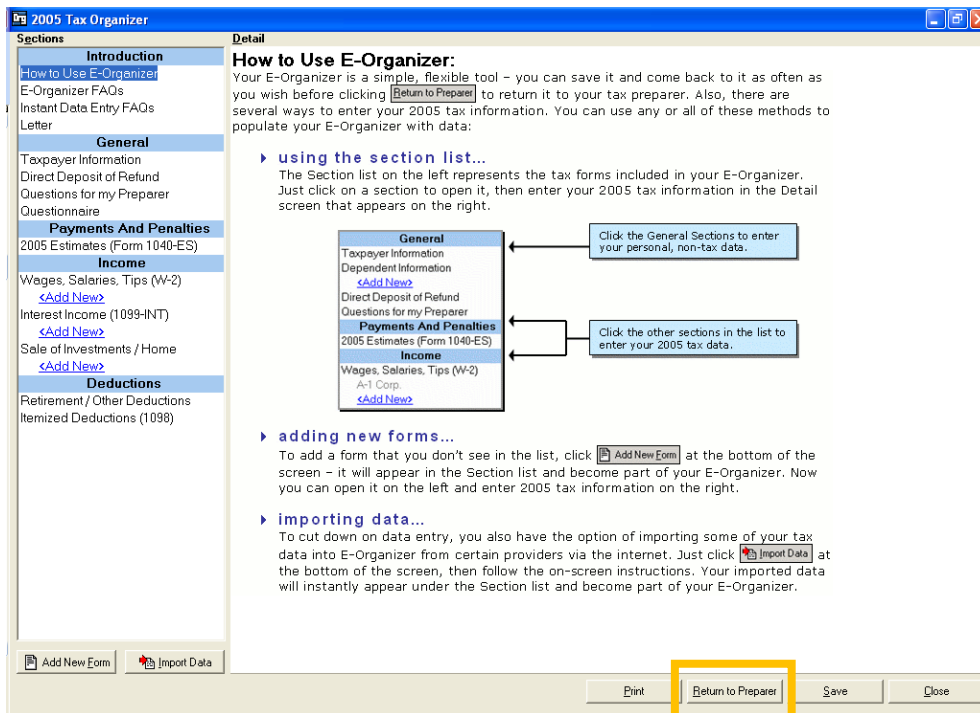 2005 Tax Organizer
Sections
Introduction
How to Use E-Organizer
E-Organizer FAQs
Instant Data Entry FAQs
Letter
General
Taxpayer Information
Direct Deposit of Refund
Questions for my Preparer
Questionnaire
Payments And Penalties
2005 Estimates (Form 1040-ES)
Income
Wages, Salaries, Tips (W-2)
<Add New>
Interest Income (1099-INT)
<Add New>
Sale of Investments / Home
<Add New>
Deductions
Retirement / Other Deductions
Itemized Deductions (1098)
Add New Form Import Data
Detail
How to Use E-Organizer:
Your E-Organizer is a simple, flexible tool – you can save it and come back to it as often as
you wish before clicking Return to Preparer to return it to your tax preparer. Also, there are
several ways to enter your 2005 tax information. You can use any or all of these methods to
populate your E-Organizer with data:
using the section list...
The Section list on the left represents the tax forms included in your E-Organizer.
Just click on a section to open it, then enter your 2005 tax information in the Detail
screen that appears on the right.
General
Taxpayer Information
Dependent Information
<Add New>
Direct Deposit of Refund
Questions for my Preparer
Payments And Penalties
2005 Estimates (Form 1040-ES)
Income
Wages, Salaries, Tips (W-2)
A-1 Corp.
<Add New>
Click the General Sections to enter
your personal, non-tax data.
Click the other sections in the list to
enter your 2005 tax data.
adding new forms...
To add a form that you don't see in the list, click Add New Form at the bottom of the
screen – it will appear in the Section list and become part of your E-Organizer. Now
you can open it on the left and enter 2005 tax information on the right.
importing data...
To cut down on data entry, you also have the option of importing some of your tax
data into E-Organizer from certain providers via the internet. Just click Import Data at
the bottom of the screen, then follow the on-screen instructions. Your imported data
will instantly appear under the Section list and become part of your E-Organizer.
Print Return to Preparer Save Close